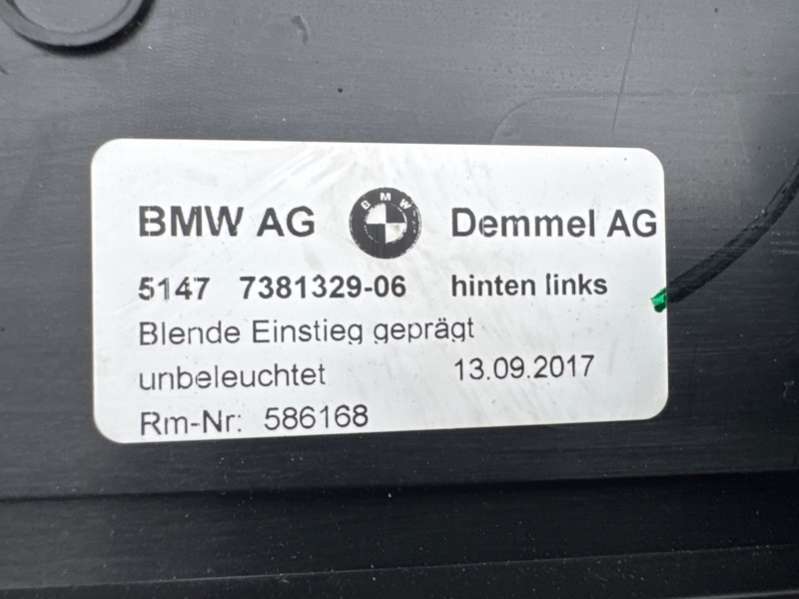 BMW AG BMW Demmel AG
5147 7381329-06 hinten links
Blende Einstieg geprägt
unbeleuchtet 13.09.2017
Rm-Nr: 586168